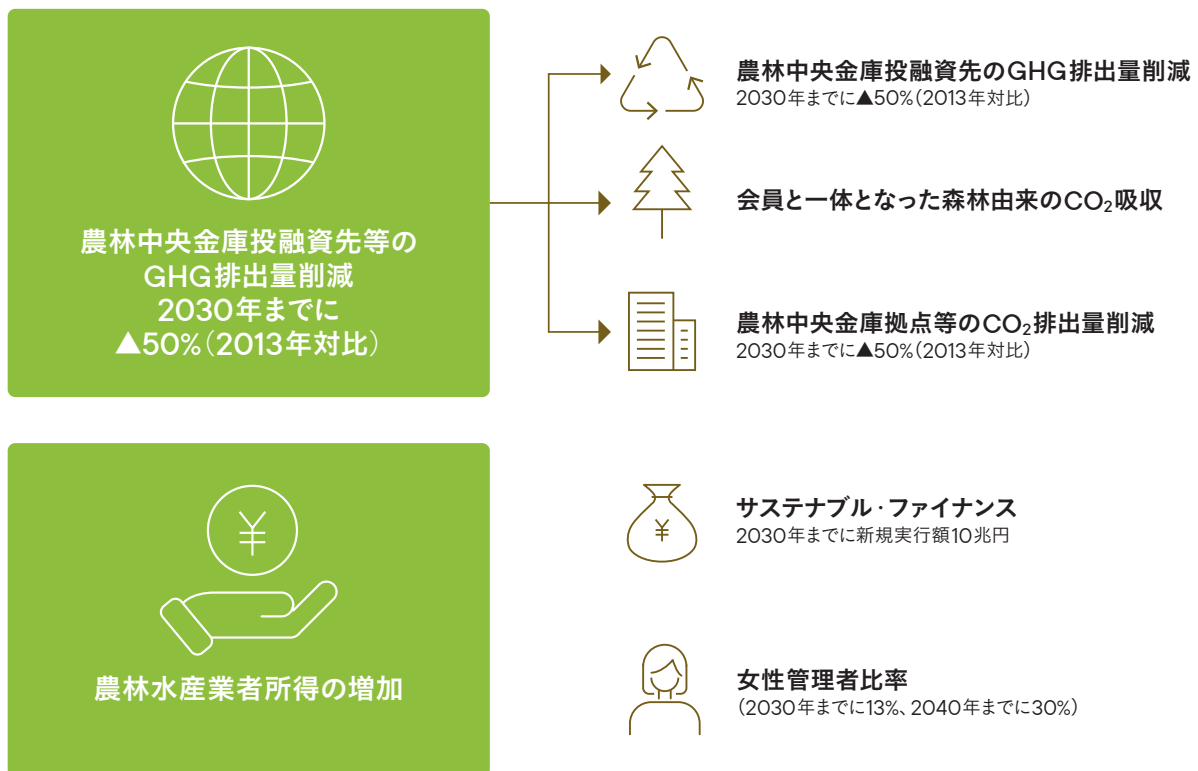 農林中央金庫投融資先等の
GHG排出量削減
2030年までに
▲50%(2013年対比)
農林中央金庫投融資先のGHG排出量削減
2030年までに▲50%(2013年対比)
会員と一体となった森林由来のCO₂吸収
農林中央金庫拠点等のCO₂排出量削減
2030年までに▲50%(2013年対比)
¥
農林水産業者所得の増加
¥
サステナブル・ファイナンス
2030年までに新規実行額10兆円
女性管理者比率
(2030年までに13%、2040年までに30%)